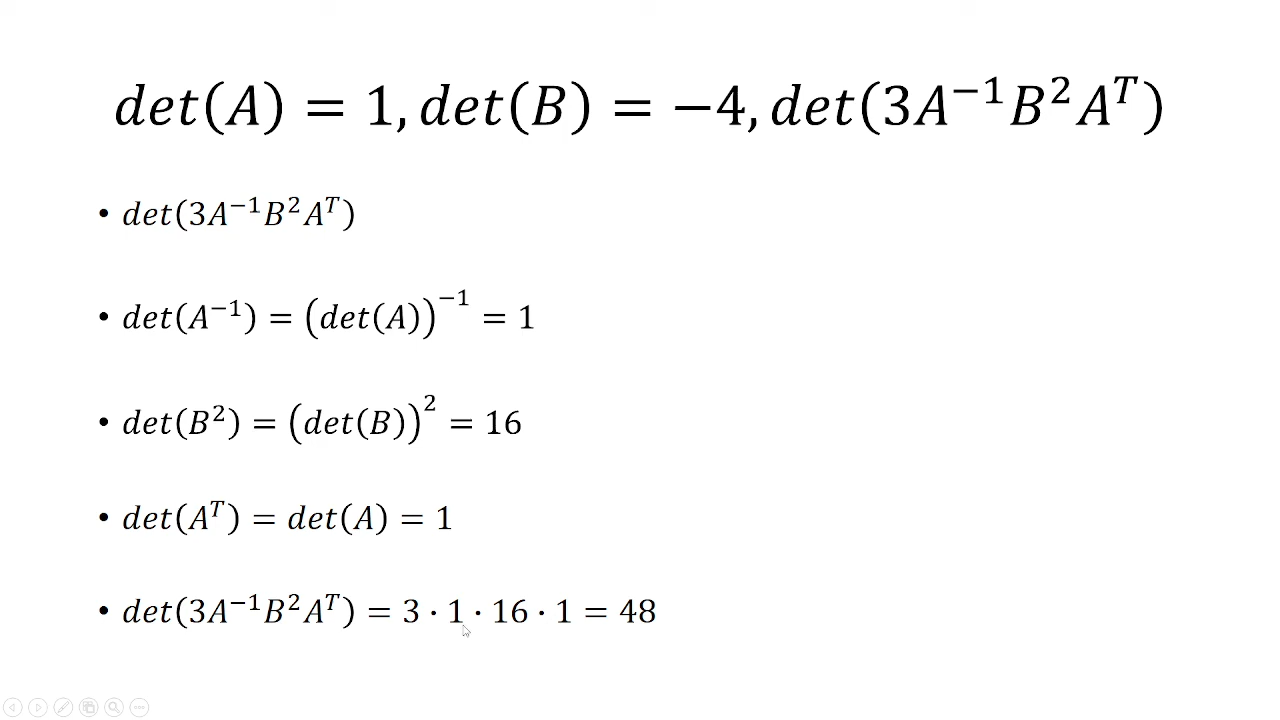 det(A) = 1, det(B) = −4, det(3A⁻¹B²Aᵀ)
• det(3A⁻¹B²Aᵀ)
• det(A⁻¹) = (det(A))⁻¹ = 1
• det(B²) = (det(B))² = 16
• det(Aᵀ) = det(A) = 1
• det(3A⁻¹B²Aᵀ) = 3 · 1 · 16 · 1 = 48